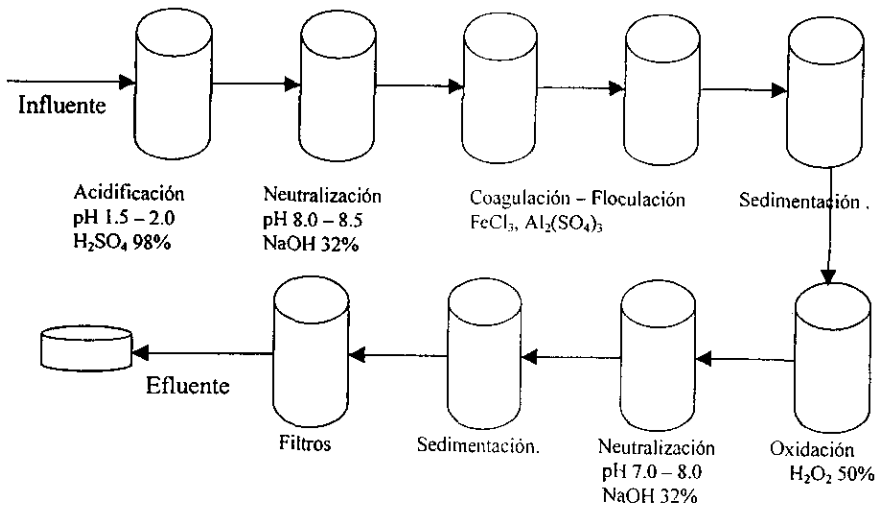 Influente
Acidificación
pH 1.5 – 2.0
H₂SO₄ 98%
Neutralización
pH 8.0 – 8.5
NaOH 32%
Coagulación – Floculación
FeCl₃, Al₂(SO₄)₃
Sedimentación .
Oxidación
H₂O₂ 50%
Neutralización
pH 7.0 – 8.0
NaOH 32%
Sedimentación.
Filtros
Efluente